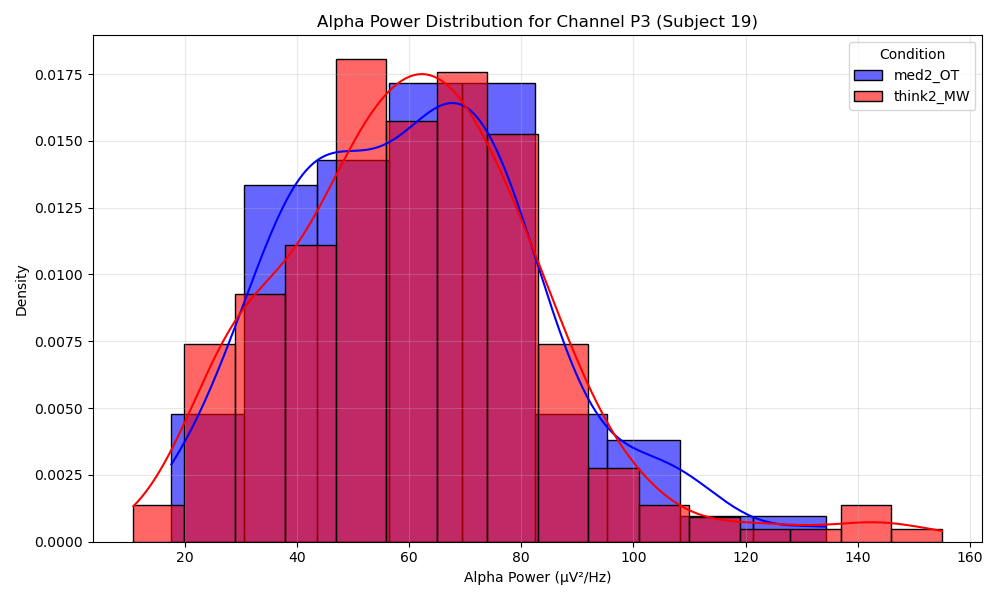 Alpha Power Distribution for Channel P3 (Subject 19)
Condition
med2_OT
think2_MW
Density
0.0175
0.0150
0.0125
0.0100
0.0075
0.0050
0.0025
0.0000
20 40 60 80 100 120 140 160
Alpha Power (μV²/Hz)